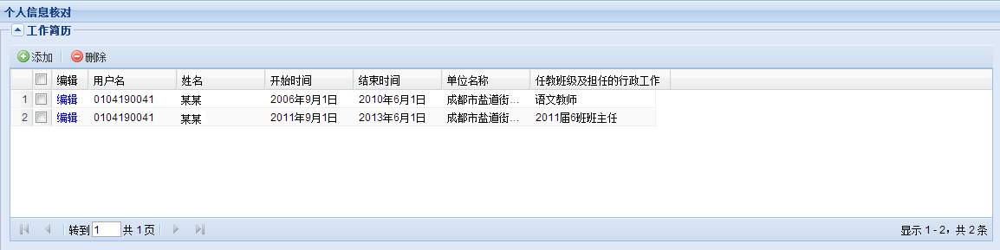 个人信息核对
工作简历
添加 删除
编辑 用户名 姓名 开始时间 结束时间 单位名称 任教班级及担任的行政工作
1 编辑 0104190041 某某 2006年9月1日 2010年6月1日 成都市盐道街... 语文教师
2 编辑 0104190041 某某 2011年9月1日 2013年6月1日 成都市盐道街... 2011届6班班主任
转到 1 共 1 页 显示 1 - 2，共 2 条